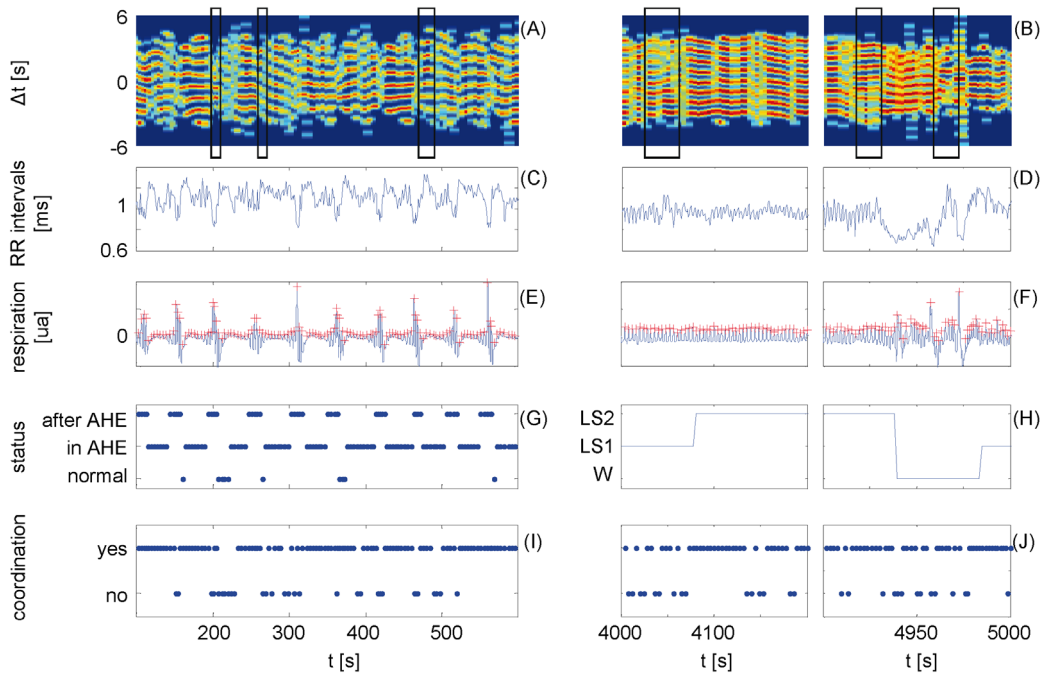 6
0
-6
Δt [s]
(A)
(B)
1
0.6
RR intervals
[ms]
(C)
(D)
0
respiration
[ua]
(E)
(F)
status
after AHE
in AHE
normal
(G)
LS2
LS1
W
(H)
coordination
yes
no
(I)
(J)
200
300
400
500
4000
4100
4950
5000
t [s]
t [s]
t [s]